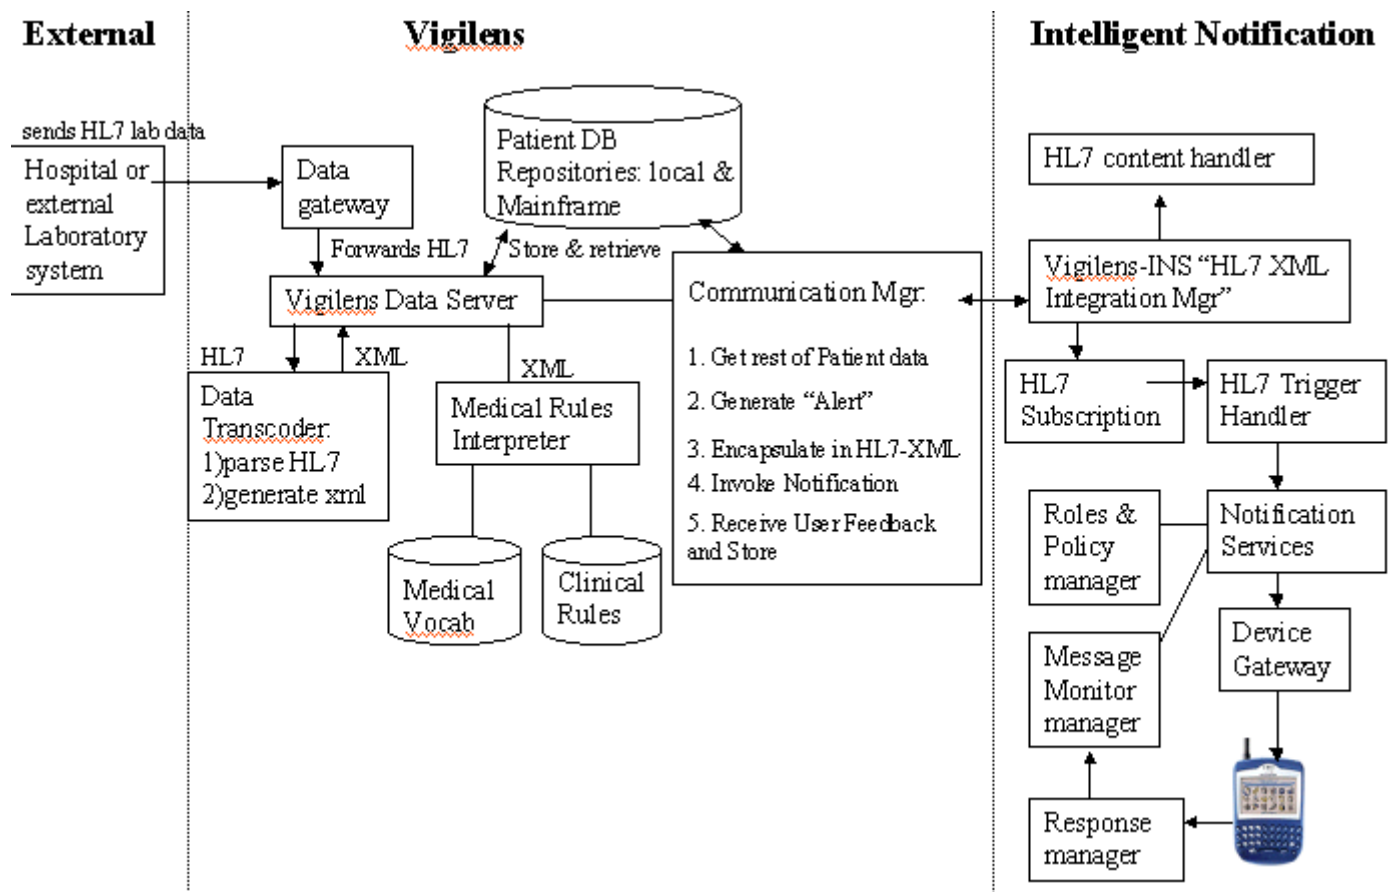 External
Vigilens
Intelligent Notification
sends HL7 lab data
Hospital or
external
Laboratory
system
Data
gateway
Patient DB
Repositories: local &
Mainframe
Forwards HL7
Store & retrieve
Vigilens Data Server
HL7
XML
Data
Transcoder:
1)parse HL7
2)generate xml
XML
Medical Rules
Interpreter
Medical
Vocab
Clinical
Rules
Communication Mgr:
1. Get rest of Patient data
2. Generate “Alert”
3. Encapsulate in HL7-XML
4. Invoke Notification
5. Receive User Feedback
and Store
HL7 content handler
Vigilens-INS “HL7 XML
Integration Mgr”
HL7
Subscription
HL7 Trigger
Handler
Roles &
Policy
manager
Notification
Services
Message
Monitor
manager
Device
Gateway
Response
manager